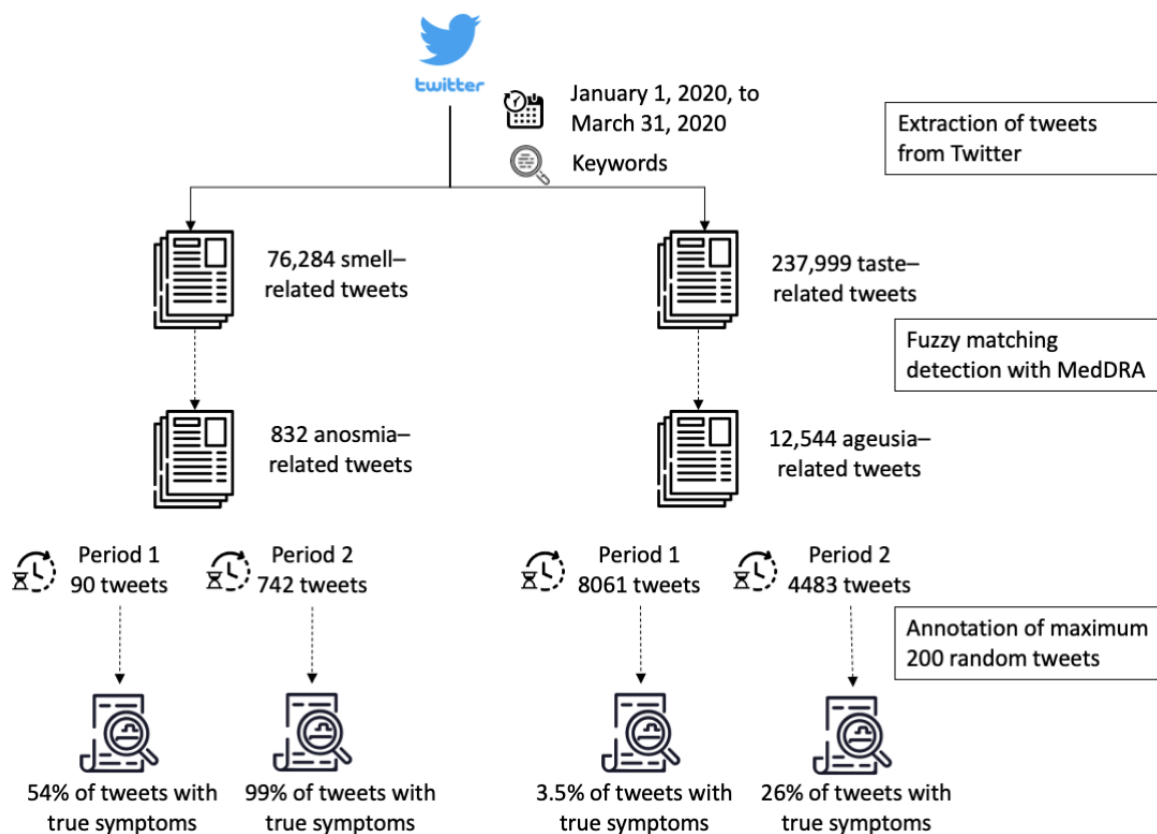 twitter
January 1, 2020, to
March 31, 2020
Keywords
Extraction of tweets
from Twitter
76,284 smell–
related tweets
237,999 taste–
related tweets
Fuzzy matching
detection with MedDRA
832 anosmia–
related tweets
12,544 ageusia–
related tweets
Period 1
90 tweets
Period 2
742 tweets
Period 1
8061 tweets
Period 2
4483 tweets
Annotation of maximum
200 random tweets
54% of tweets with
true symptoms
99% of tweets with
true symptoms
3.5% of tweets with
true symptoms
26% of tweets with
true symptoms